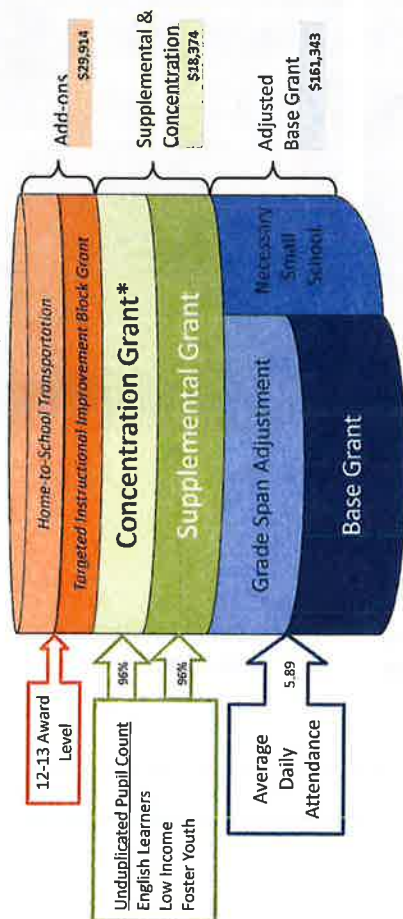 12-13 Award
Level
Home-to-School Transportation
Targeted Instructional Improvement Block Grant
Add-ons
$29,914
Unduplicated Pupil Count
English Learners
Low Income
Foster Youth
96%
96%
Concentration Grant*
Supplemental Grant
Supplemental &
Concentration
$18,374
Average
Daily
Attendance
5.89
Grade Span Adjustment
Base Grant
Necessary
Small
School
Adjusted
Base Grant
$161,343